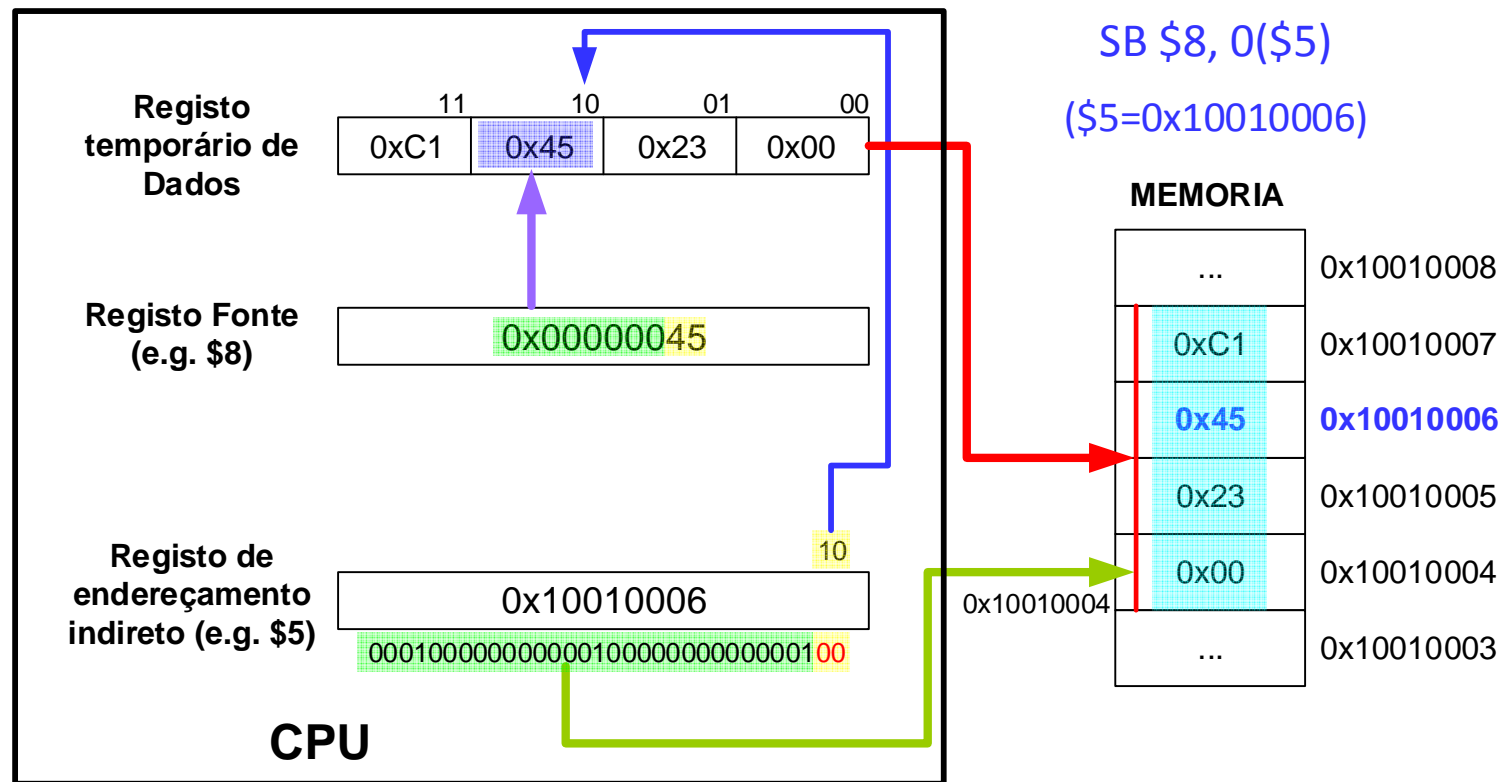 SB $8, 0($5)
($5=0x10010006)
Registo
temporário de
Dados
11 10 01 00
0xC1 0x45 0x23 0x00
Registo Fonte
(e.g. $8)
0x00000045
Registo de
endereçamento
indireto (e.g. $5)
10
0x10010006
00010000000000010000000000000100
CPU
MEMORIA
... 0x10010008
0xC1 0x10010007
0x45 0x10010006
0x23 0x10010005
0x00 0x10010004
0x10010004
... 0x10010003